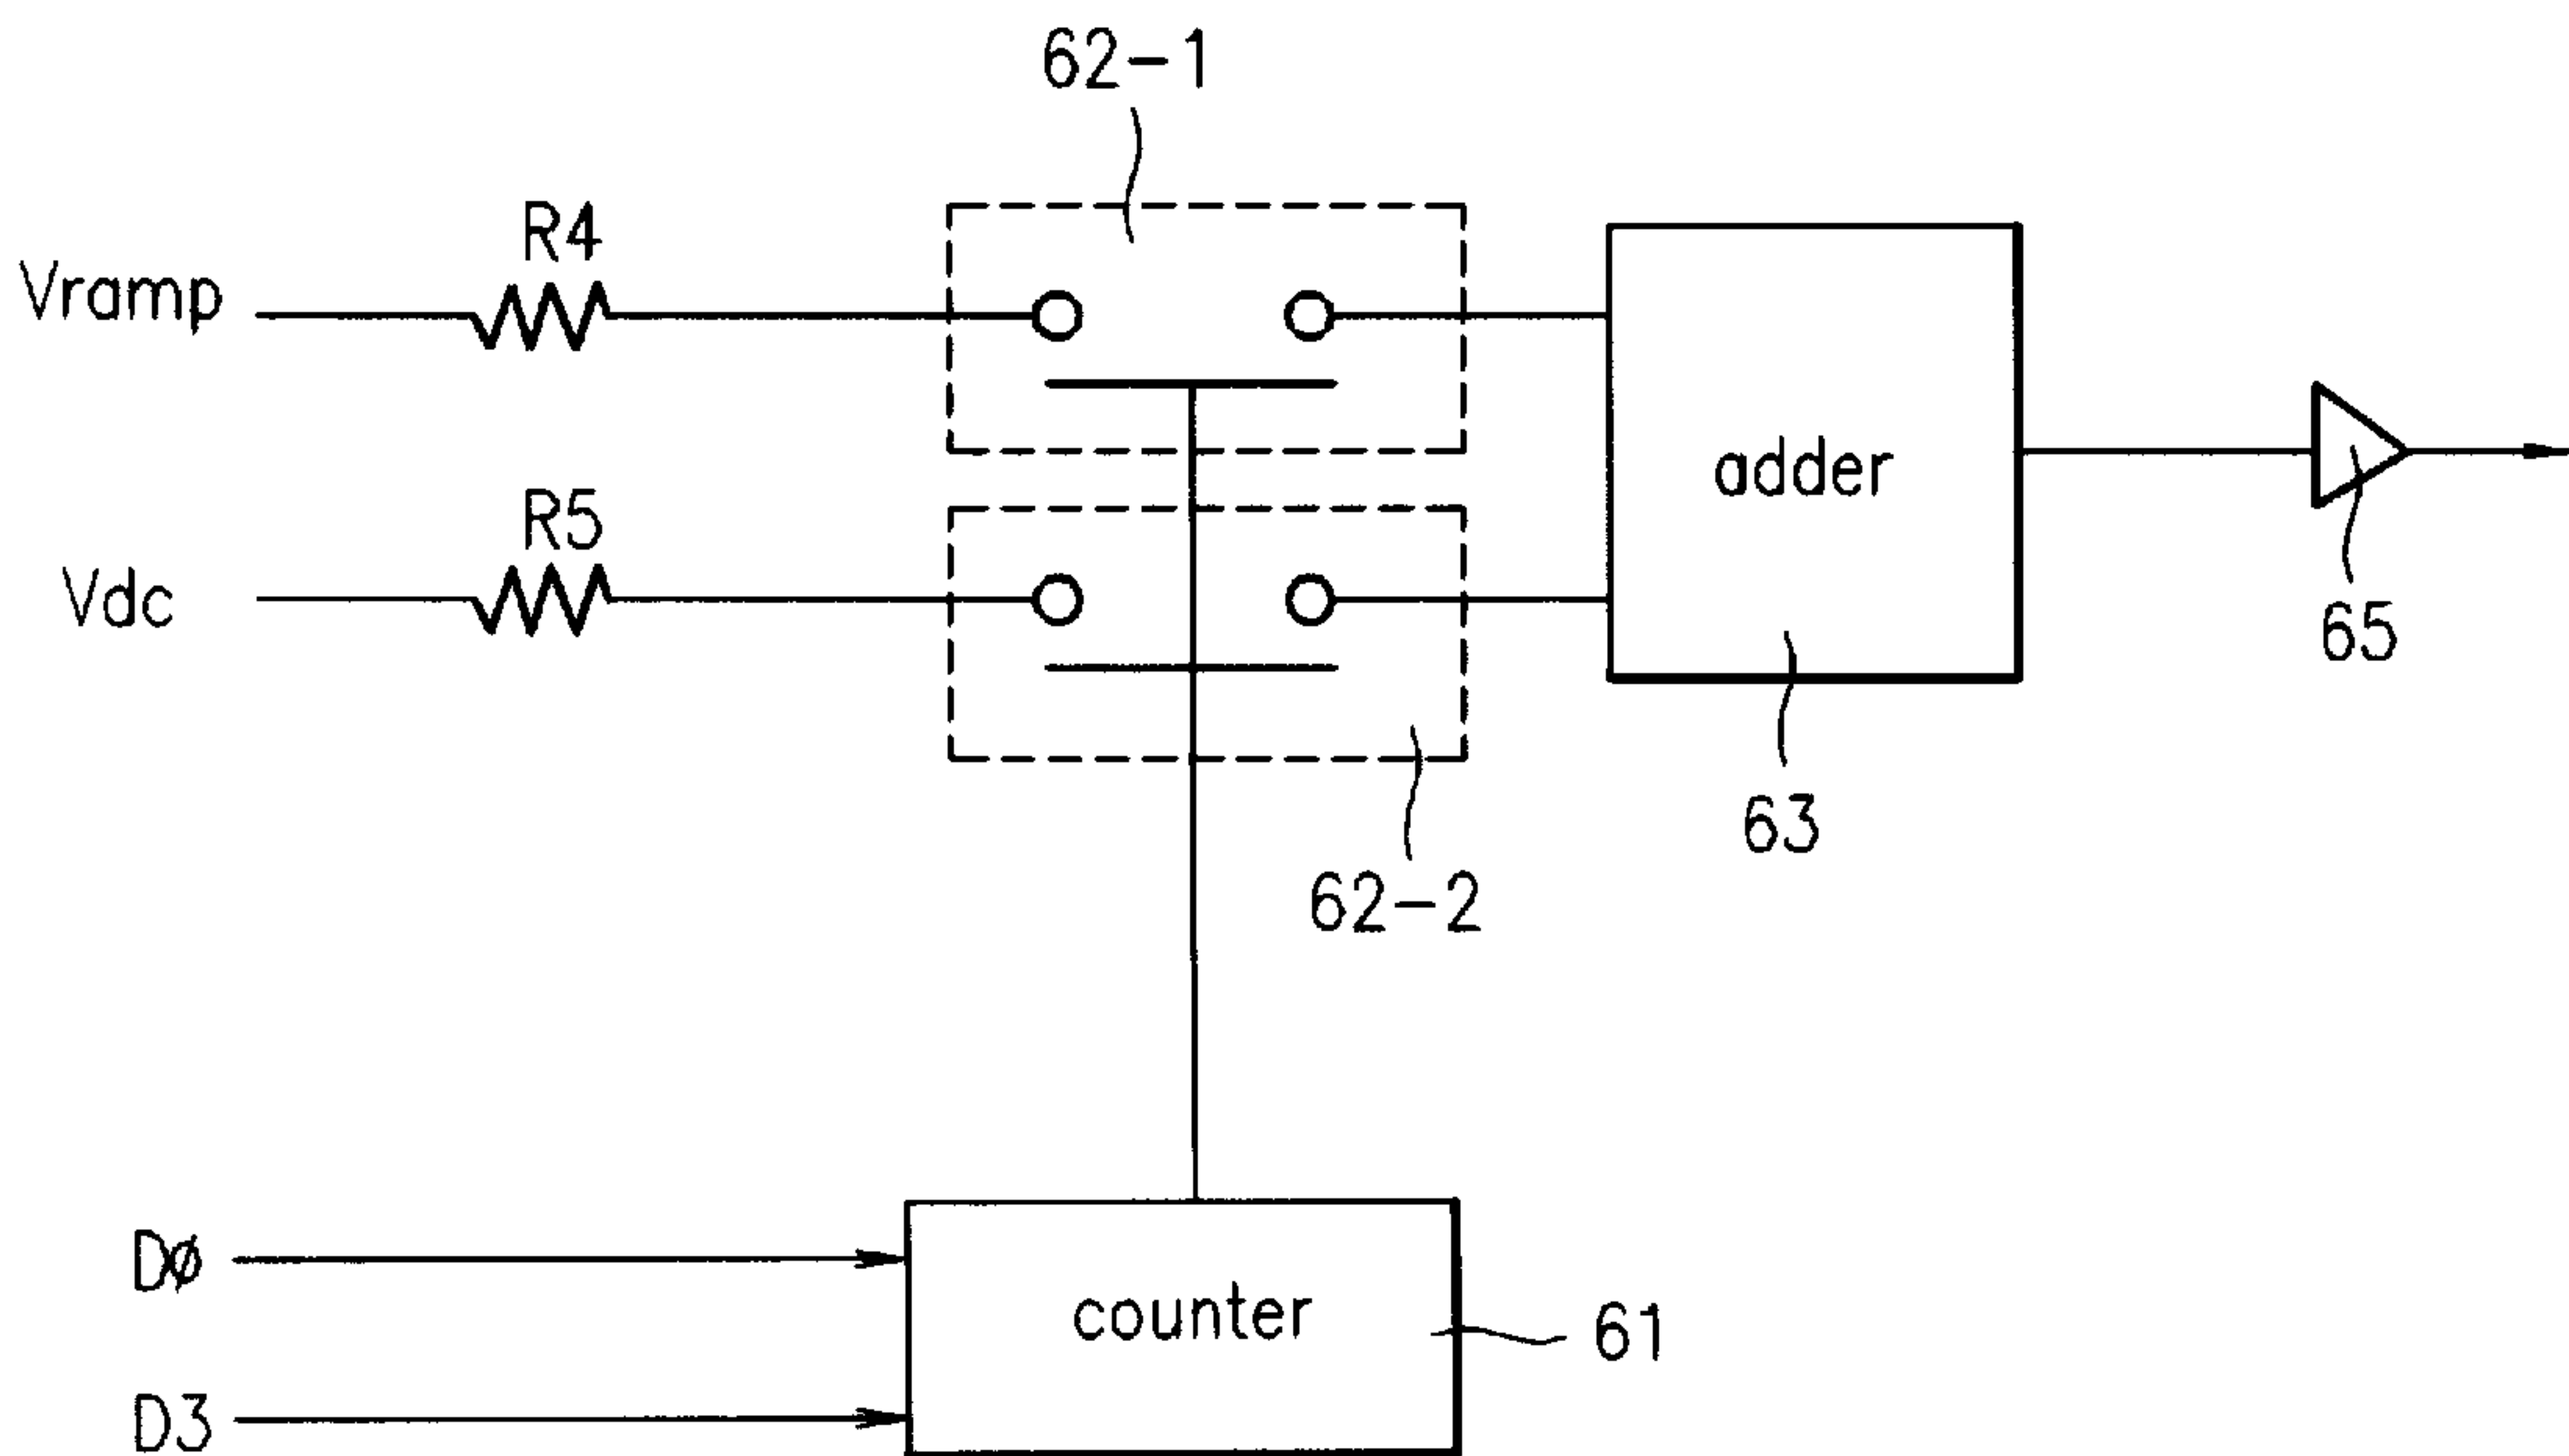 62-1
R4
Vramp
adder
R5
Vdc
65
63
62-2
DØ
counter
61
D3